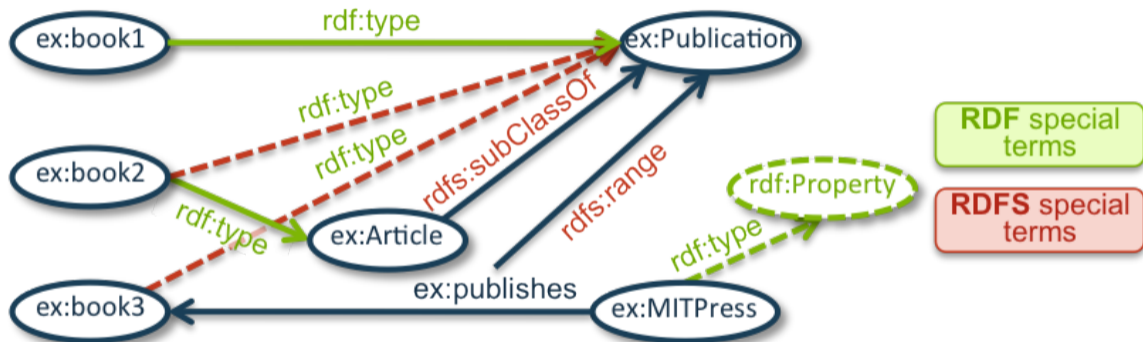 rdf:type
ex:book1
ex:Publication
rdf:type
rdf:type
rdfs:subClassOf
RDF special
terms
ex:book2
rdfs:range
rdf:Property
rdf:type
RDFS special
terms
ex:Article
rdf:type
ex:publishes
ex:book3
ex:MITPress